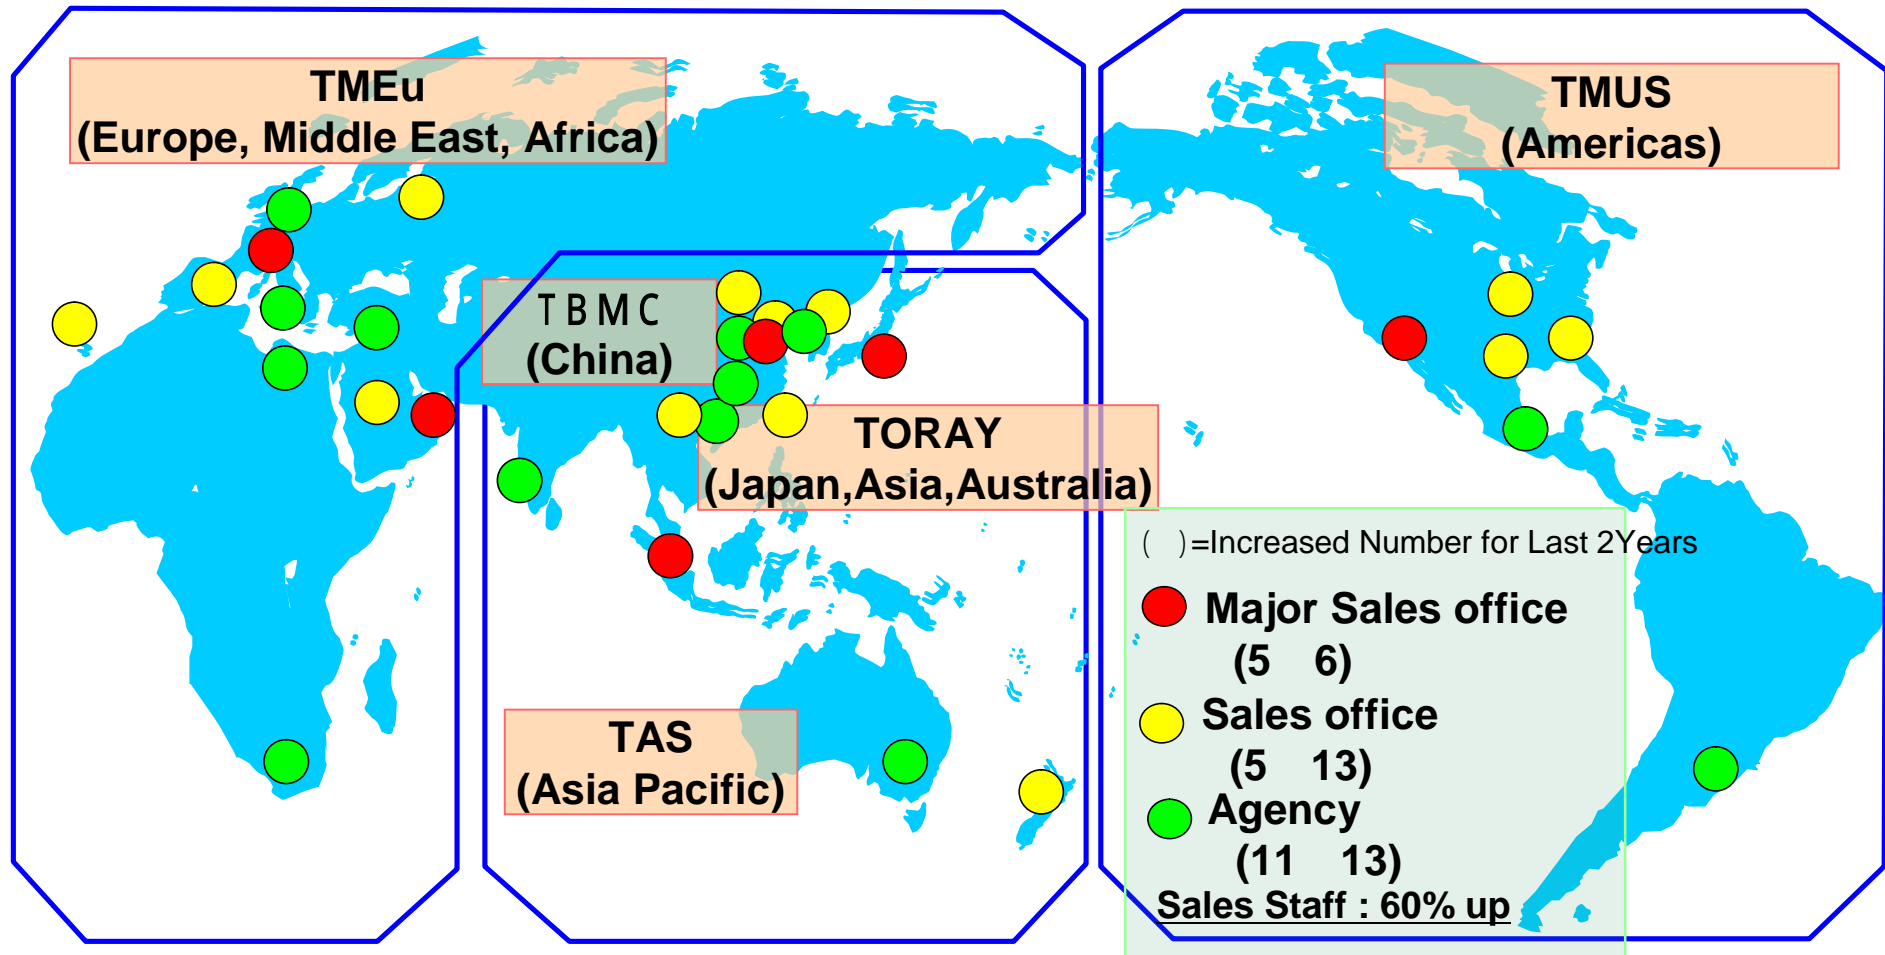 TMEu
(Europe, Middle East, Africa)
TMUS
(Americas)
TBMC
(China)
TORAY
(Japan,Asia,Australia)
TAS
(Asia Pacific)
( )=Increased Number for Last 2Years
Major Sales office
(5 6)
Sales office
(5 13)
Agency
(11 13)
Sales Staff : 60% up